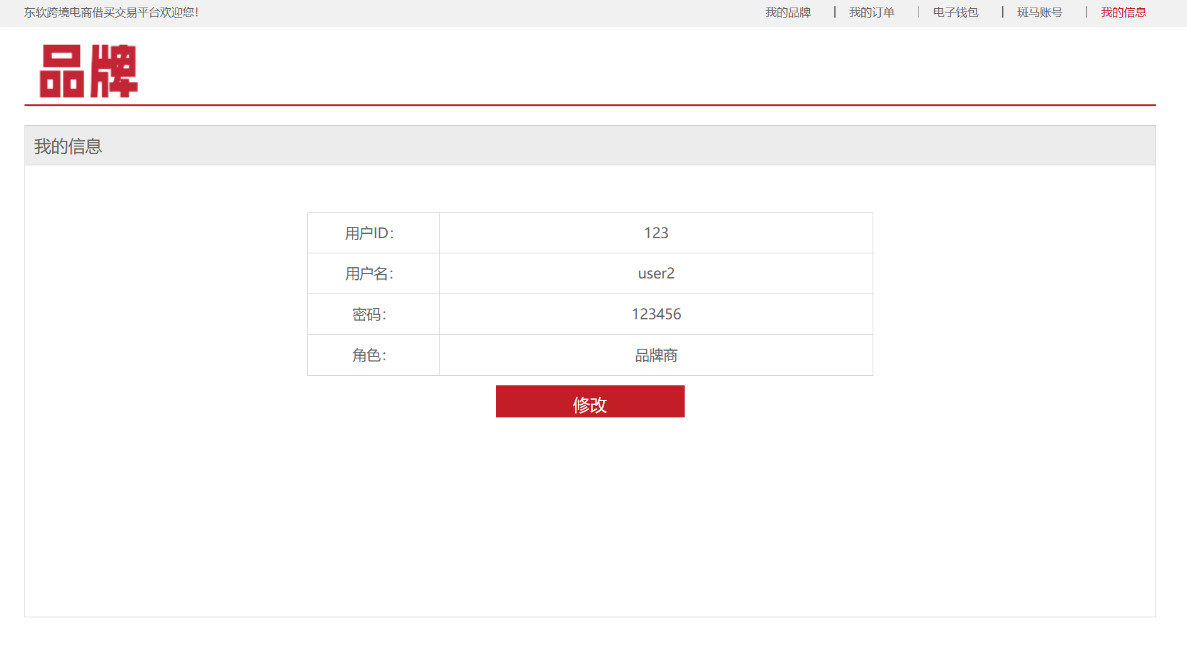 东软跨境电商借买交易平台欢迎您！
我的品牌 | 我的订单 | 电子钱包 | 斑马账号 | 我的信息
品牌
我的信息
用户ID： 123
用户名： user2
密码： 123456
角色： 品牌商
修改